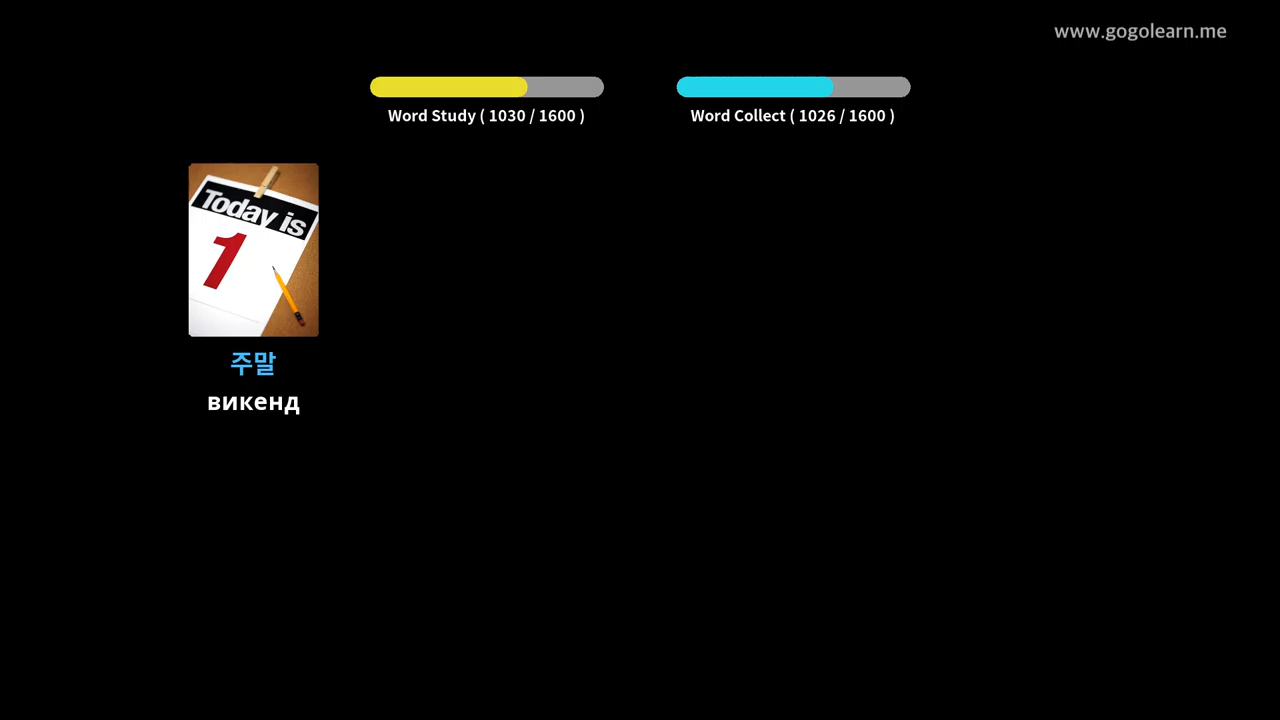 www.gogolearn.me
Word Study ( 1030 / 1600 )
Word Collect ( 1026 / 1600 )
Today is
1
주말
викенд